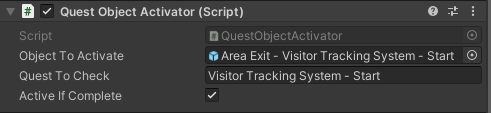 # Quest Object Activator (Script)
Script QuestObjectActivator
Object To Activate Area Exit - Visitor Tracking System - Start
Quest To Check Visitor Tracking System - Start
Active If Complete